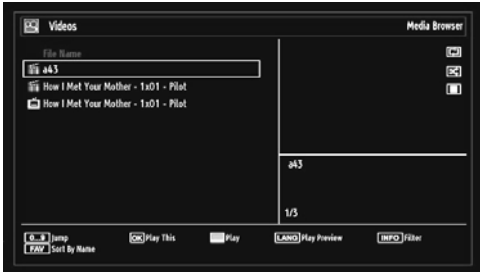 Videos
Media Browser
File Name
a43
How I Met Your Mother - 1x01 - Pilot
How I Met Your Mother - 1x01 - Pilot
a43
1/3
0...9 Jump OK Play This Play LANG Play Preview INFO Filter
FAV Sort By Name